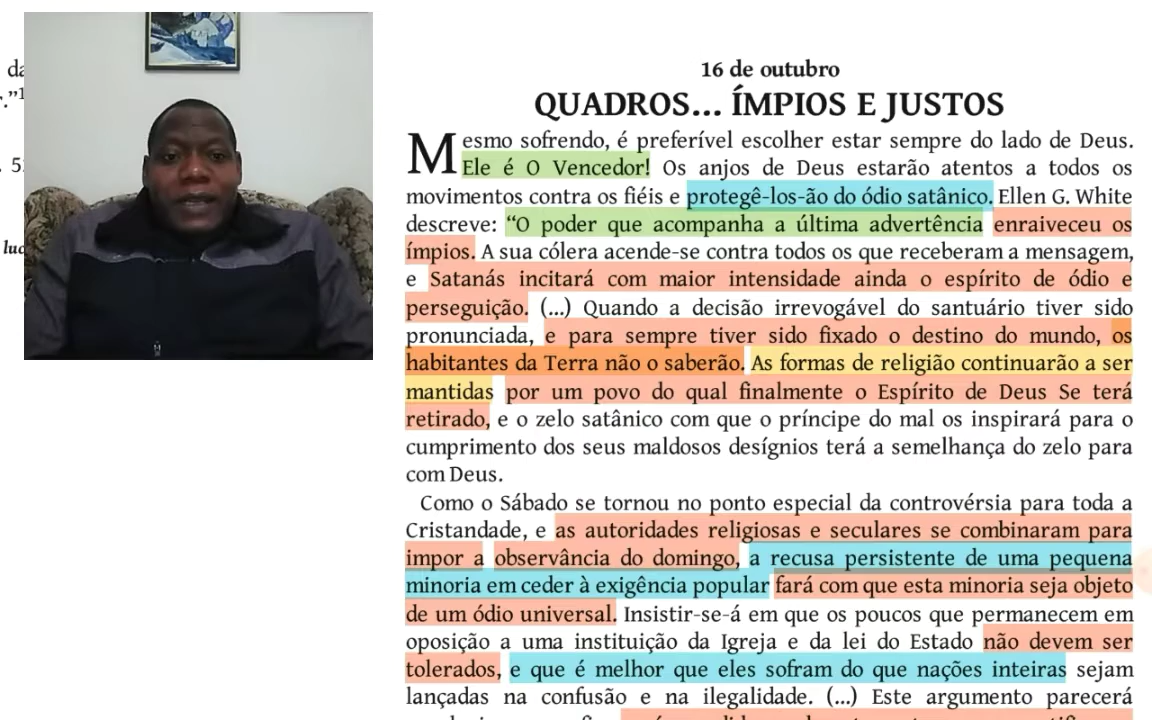 da
.”1
5
luc
16 de outubro
QUADROS... ÍMPIOS E JUSTOS
Mesmo sofrendo, é preferível escolher estar sempre do lado de Deus.
Ele é O Vencedor! Os anjos de Deus estarão atentos a todos os
movimentos contra os fiéis e protegê-los-ão do ódio satânico. Ellen G. White
descreve: “O poder que acompanha a última advertência enraiveceu os
ímpios. A sua cólera acende-se contra todos os que receberam a mensagem,
e Satanás incitará com maior intensidade ainda o espírito de ódio e
perseguição. (...) Quando a decisão irrevogável do santuário tiver sido
pronunciada, e para sempre tiver sido fixado o destino do mundo, os
habitantes da Terra não o saberão. As formas de religião continuarão a ser
mantidas por um povo do qual finalmente o Espírito de Deus Se terá
retirado, e o zelo satânico com que o príncipe do mal os inspirará para o
cumprimento dos seus maldosos desígnios terá a semelhança do zelo para
com Deus.
Como o Sábado se tornou no ponto especial da controvérsia para toda a
Cristandade, e as autoridades religiosas e seculares se combinaram para
impor a observância do domingo, a recusa persistente de uma pequena
minoria em ceder à exigência popular fará com que esta minoria seja objeto
de um ódio universal. Insistir-se-á em que os poucos que permanecem em
oposição a uma instituição da Igreja e da lei do Estado não devem ser
tolerados, e que é melhor que eles sofram do que nações inteiras sejam
lançadas na confusão e na ilegalidade. (...) Este argumento parecerá